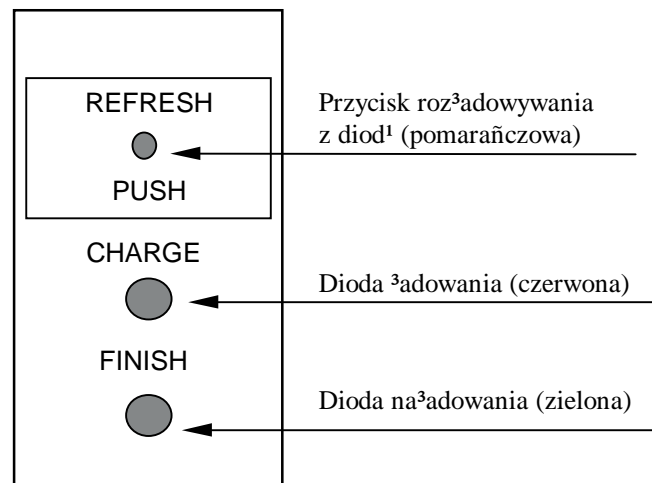 REFRESH
Przycisk roz³adowywania
z diod¹ (pomarañczowa)
PUSH
CHARGE
Dioda ³adowania (czerwona)
FINISH
Dioda na³adowania (zielona)